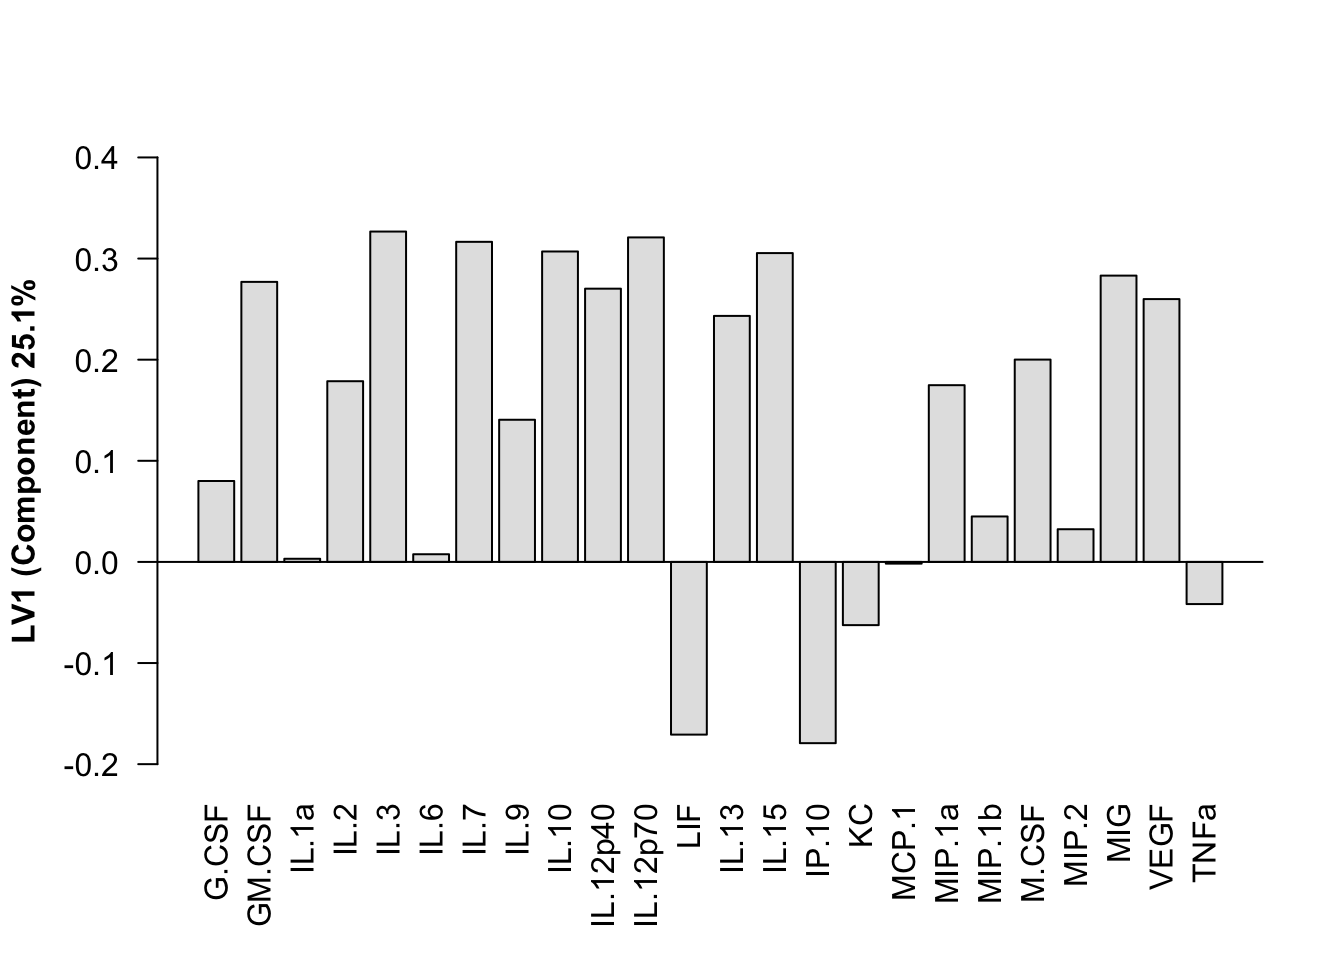 LV1 (Component) 25.1%
0.4
0.3
0.2
0.1
0.0
-0.1
-0.2
G.CSF
GM.CSF
IL.1a
IL.2
IL.3
IL.6
IL.7
IL.9
IL.10
IL.12p40
IL.12p70
LIF
IL.13
IL.15
IP.10
KC
MCP.1
MIP.1a
MIP.1b
M.CSF
MIP.2
MIG
VEGF
TNFa